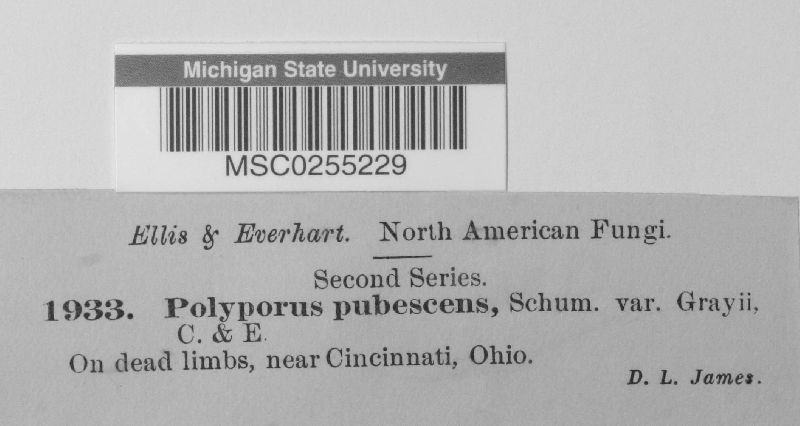 Michigan State University
MSC0255229
Ellis & Everhart. North American Fungi.
Second Series.
1933. Polyporus pubescens, Schum. var. Grayii,
C. & E.
On dead limbs, near Cincinnati, Ohio.
D. L. James.